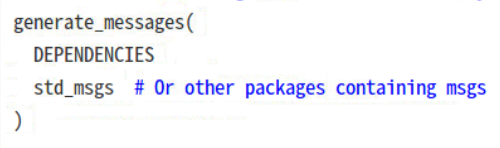 generate_messages(
  DEPENDENCIES
  std_msgs  # Or other packages containing msgs
)